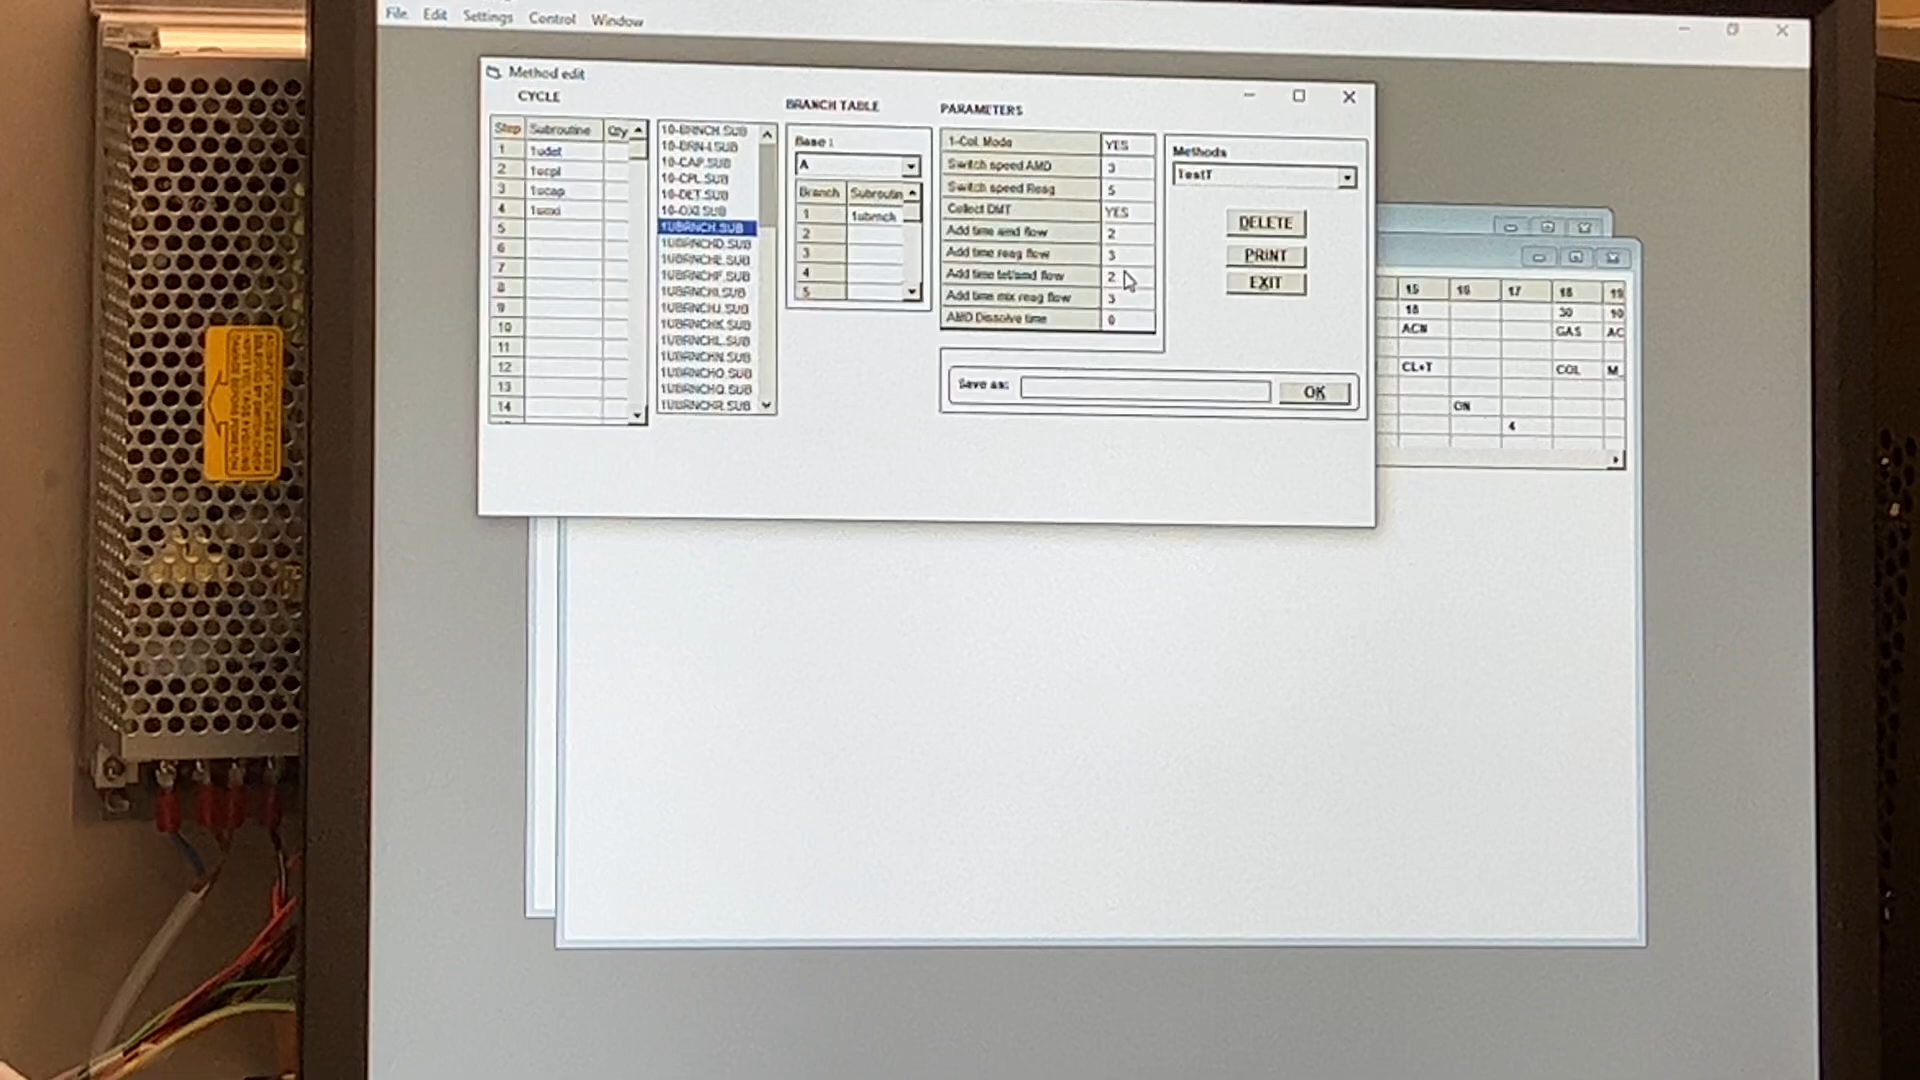 File Edit Settings Control Window
Method edit
CYCLE
Step Subroutine Qty
1 1udet
2 1ucpl
3 1ucap
4 1uoxi
5
6
7
8
9
10
11
12
13
14
10-BRNCH.SUB
10-BRN-I.SUB
10-CAP.SUB
10-CPL.SUB
10-DET.SUB
10-OXI.SUB
1UBRNCH.SUB
1UBRNCHD.SUB
1UBRNCHE.SUB
1UBRNCHF.SUB
1UBRNCHI.SUB
1UBRNCHJ.SUB
1UBRNCHK.SUB
1UBRNCHL.SUB
1UBRNCHN.SUB
1UBRNCHO.SUB
1UBRNCHQ.SUB
1UBRNCHR.SUB
BRANCH TABLE
Base :
A
Branch Subroutin
1 1ubrnch
2
3
4
5
PARAMETERS
1-Col. Mode YES
Switch speed AMD 3
Switch speed Reag 5
Collect DMT YES
Add time amd flow 2
Add time reag flow 3
Add time tet/amd flow 2
Add time mix reag flow 3
AMD Dissolve time 0
Methods
TestT
DELETE
PRINT
EXIT
Save as: OK
15 16 17 18 19
18 30 10
ACN GAS AC
CL+T COL M_
ON
4